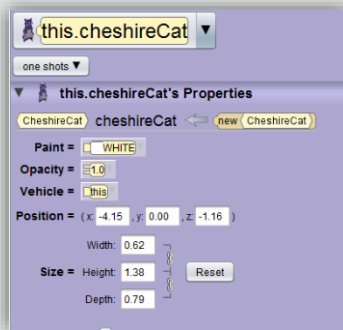 this.cheshireCat
one shots
this.cheshireCat's Properties
CheshireCat cheshireCat new CheshireCat
Paint = WHITE
Opacity = 1.0
Vehicle = this
Position = ( x: -4.15 , y: 0.00 , z: -1.16 )
Width: 0.62
Size = Height: 1.38 Reset
Depth: 0.79